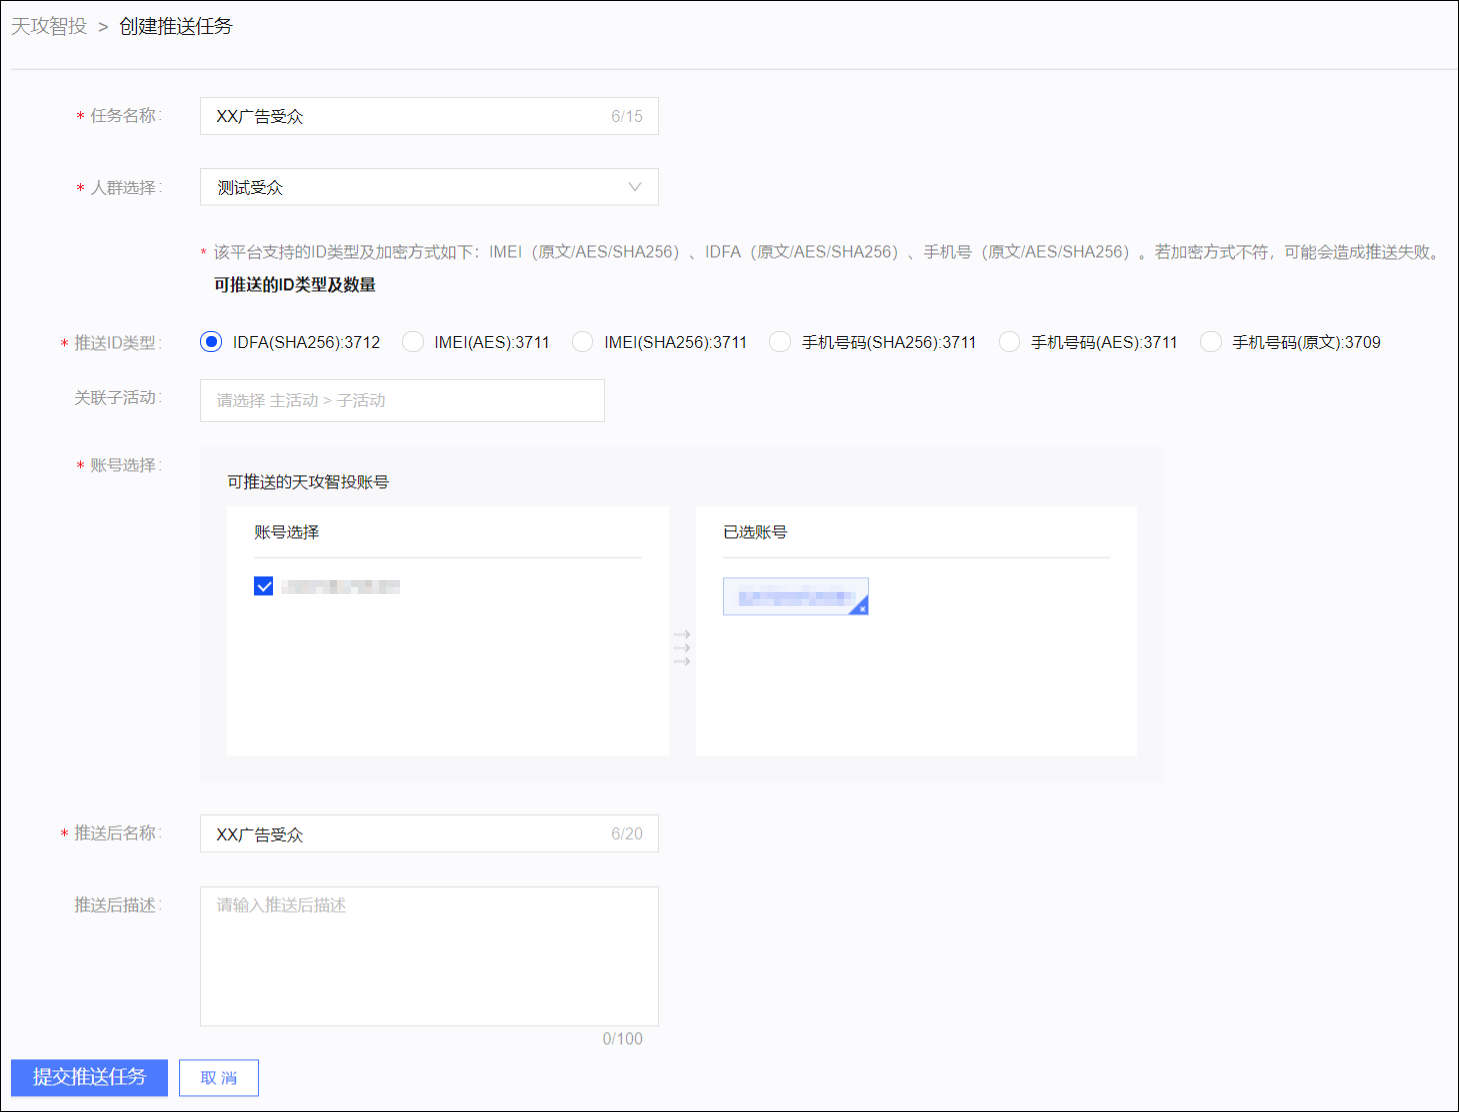 天攻智投 > 创建推送任务
* 任务名称:
XX广告受众 6/15
* 人群选择:
测试受众
* 该平台支持的ID类型及加密方式如下：IMEI（原文/AES/SHA256）、IDFA（原文/AES/SHA256）、手机号（原文/AES/SHA256）。若加密方式不符，可能会造成推送失败。
可推送的ID类型及数量
* 推送ID类型: IDFA(SHA256):3712 IMEI(AES):3711 IMEI(SHA256):3711 手机号码(SHA256):3711 手机号码(AES):3711 手机号码(原文):3709
关联子活动: 请选择 主活动 > 子活动
* 账号选择:
可推送的天攻智投账号
账号选择 已选账号
* 推送后名称: XX广告受众 6/20
推送后描述: 请输入推送后描述
0/100
提交推送任务 取 消